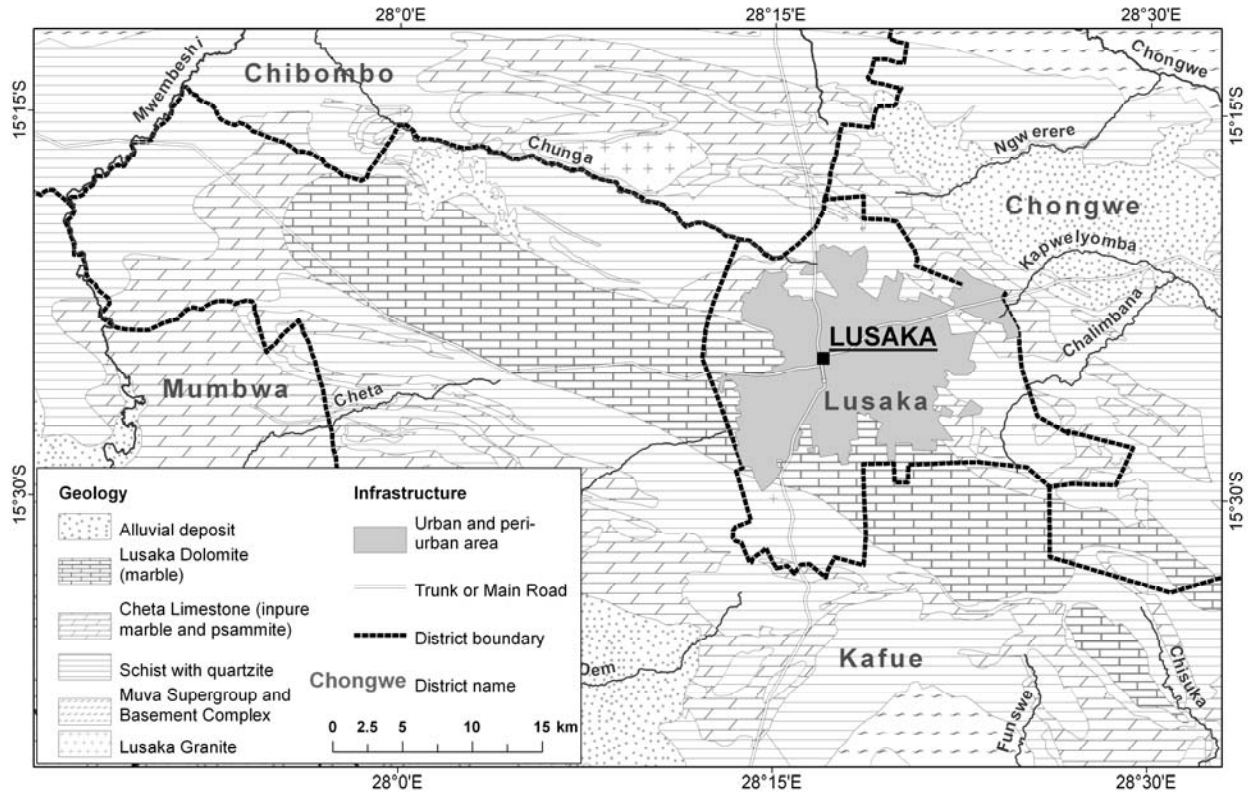 28°0'E
28°15'E
28°30'E
15°15'S
15°15'S
15°30'S
15°30'S
Mwembeshi
Chibombo
Chongwe
Ngwerere
Chunga
Chongwe
Kapwelyomba
Chalimbana
LUSAKA
Lusaka
Mumbwa
Cheta
Kafue
Dem
Funswe
Chisuka
Geology
Alluvial deposit
Lusaka Dolomite
(marble)
Cheta Limestone (inpure
marble and psammite)
Schist with quartzite
Muva Supergroup and
Basement Complex
Lusaka Granite
Infrastructure
Urban and peri-
urban area
Trunk or Main Road
District boundary
Chongwe District name
0 2.5 5 10 15 km
28°0'E
28°15'E
28°30'E